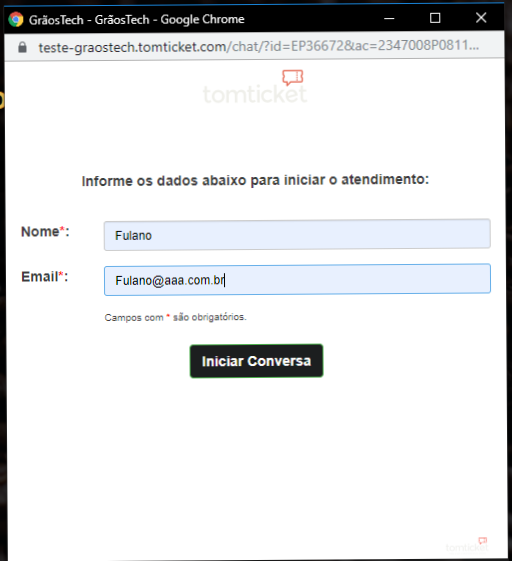 GrãosTech - GrãosTech - Google Chrome
teste-graostech.tomticket.com/chat/?id=EP36672&ac=2347008P0811...
tomticket
Informe os dados abaixo para iniciar o atendimento:
Nome*: Fulano
Email*: Fulano@aaa.com.br
Campos com * são obrigatórios.
Iniciar Conversa
tomticket